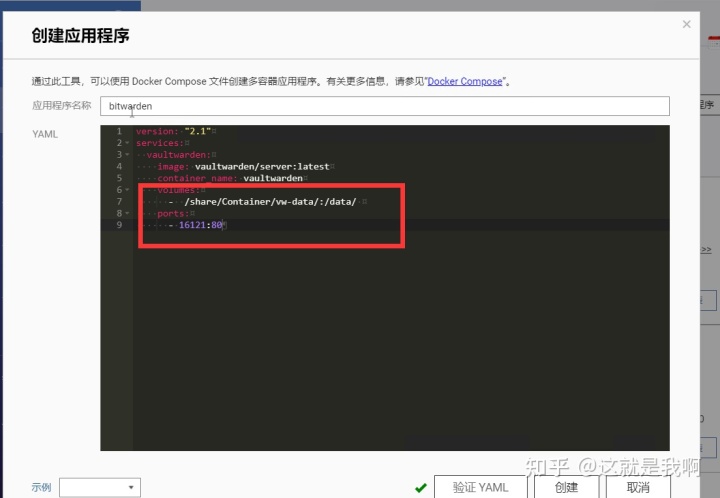 创建应用程序
通过此工具，可以使用 Docker Compose 文件创建多容器应用程序。有关更多信息，请参见"Docker Compose"。
应用程序名称 bitwarden
程序
YAML
1 version: "2.1"
2 services:
3 vaultwarden:
4 image: vaultwarden/server:latest
5 container_name: vaultwarden
6 volumes:
7 - /share/Container/vw-data/:/data/
8 ports:
9 - 16121:80
>>
知乎 @这就是我啊
示例
验证 YAML
创建
取消